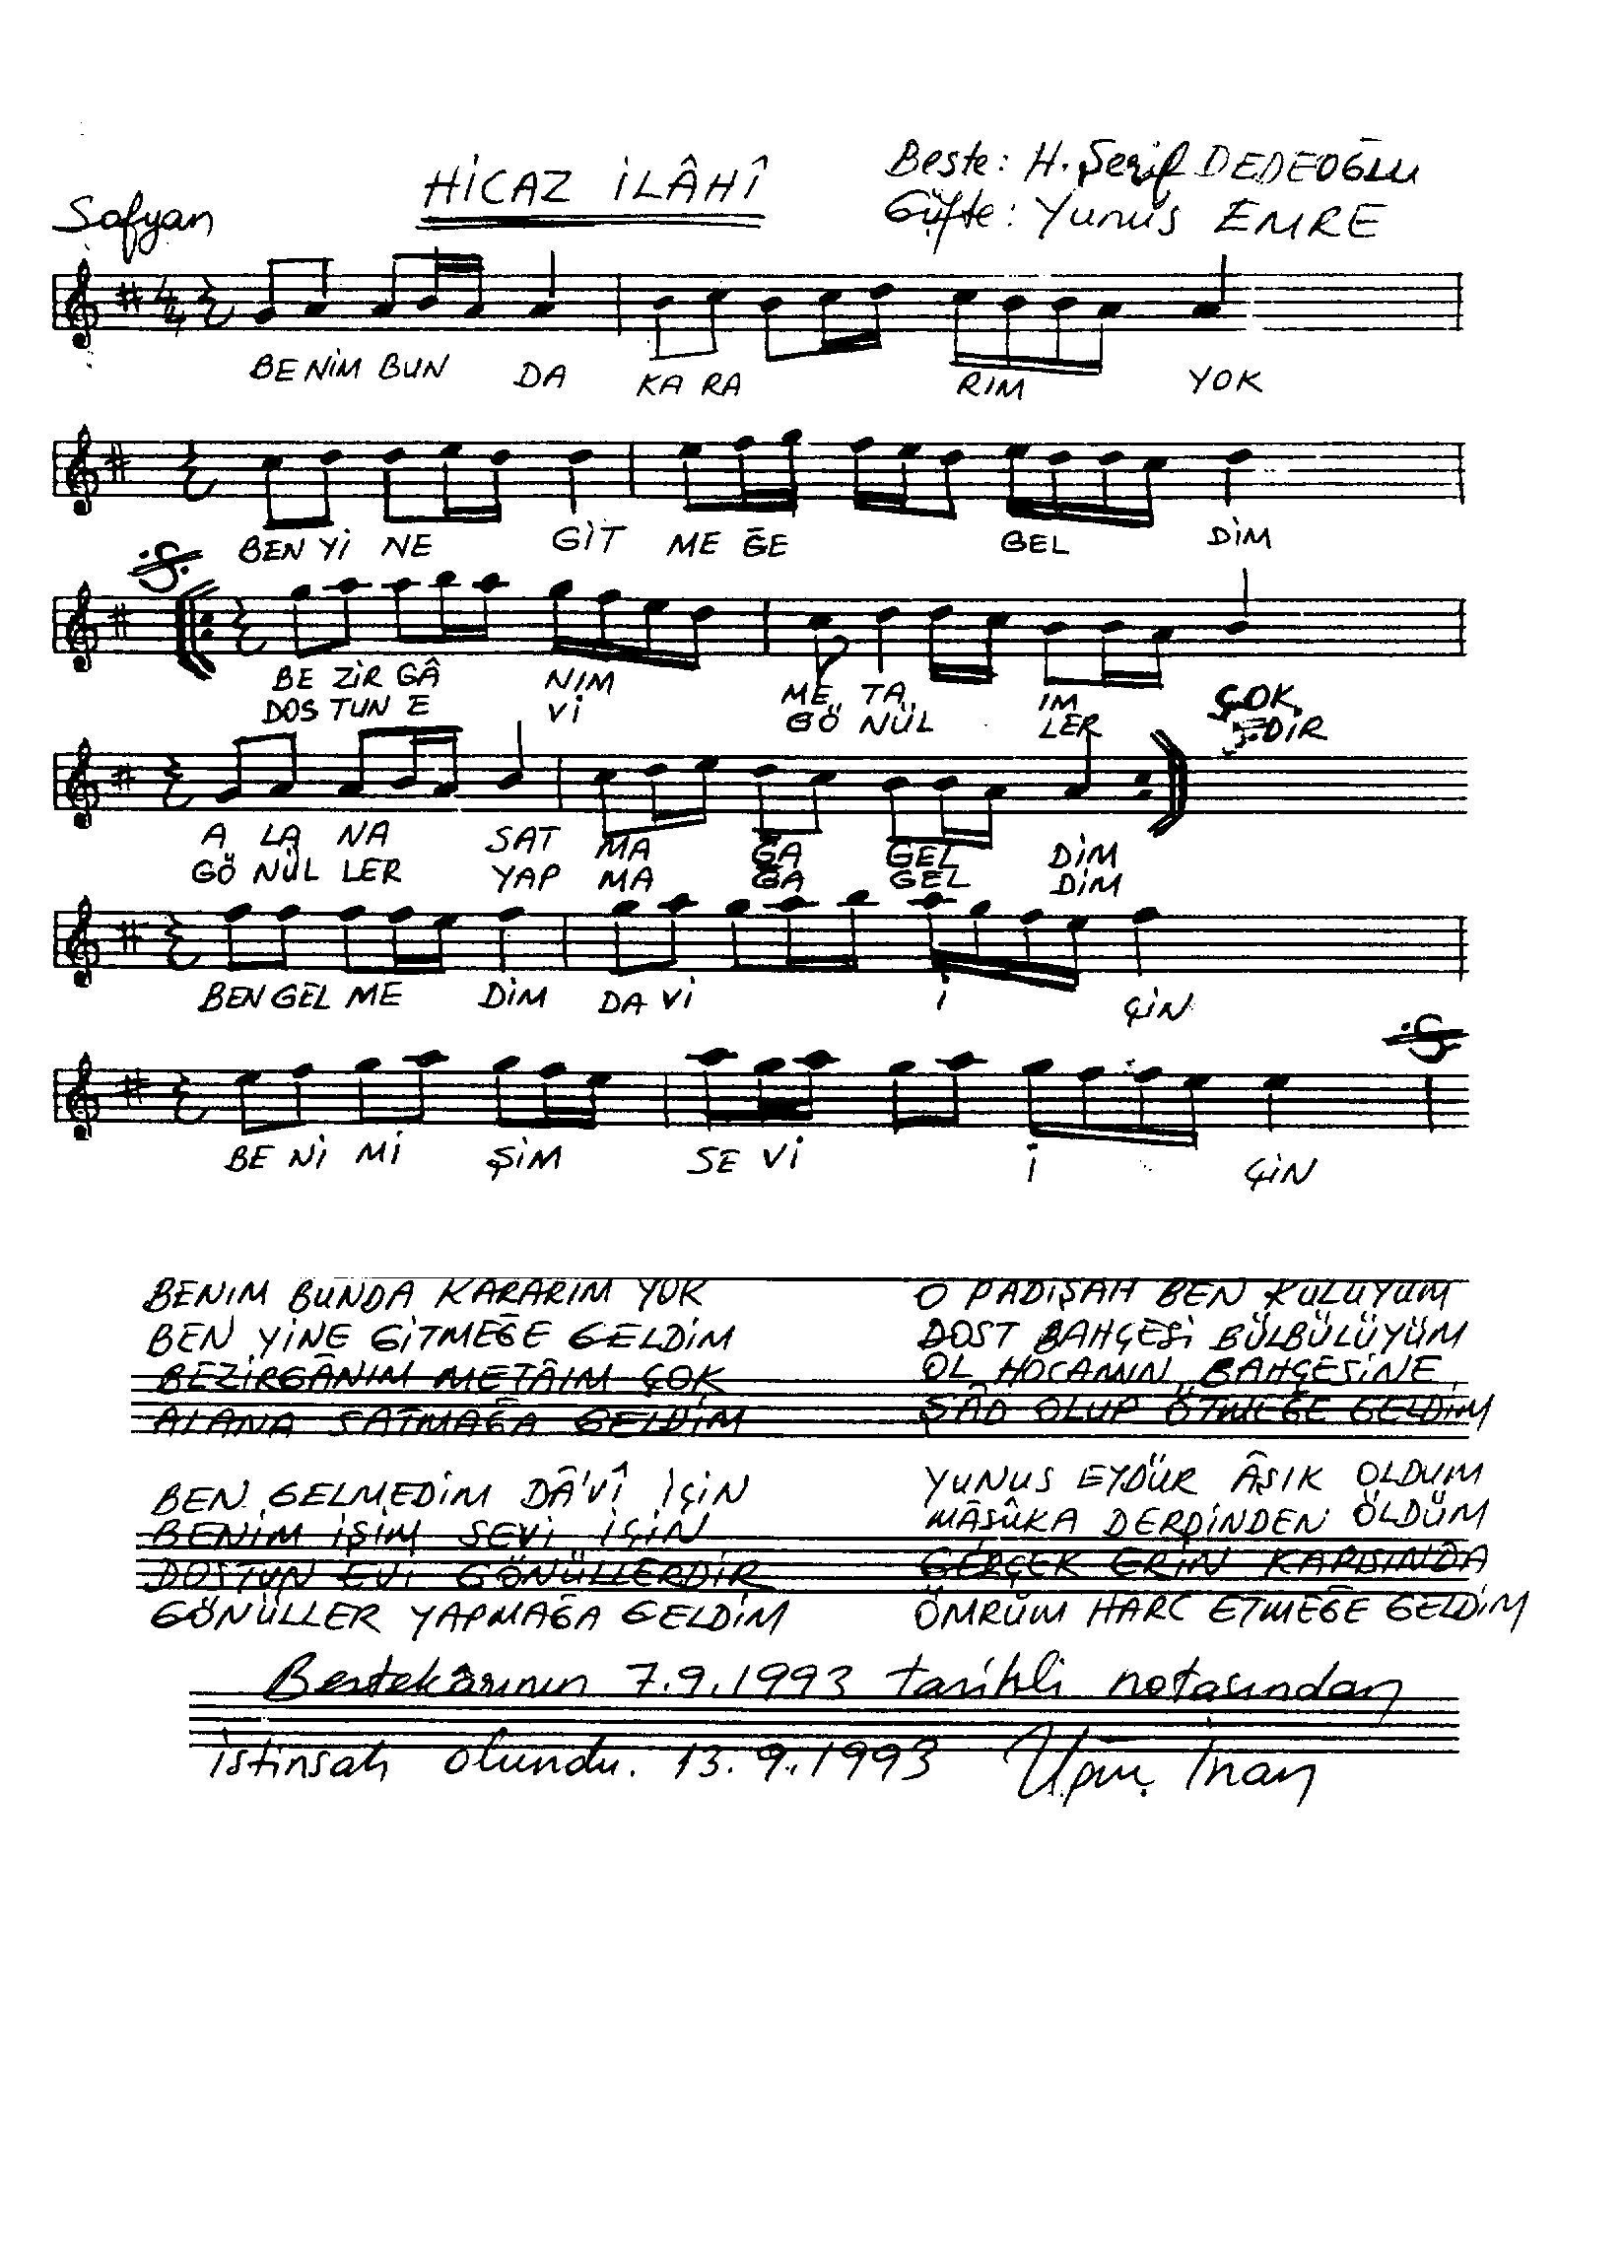 HİCAZ İLÂHÎ
Beste: H. Şerif DEDEOĞLU
Güfte: Yunus EMRE
Sofyan
4/4
BE NİM BUN DA KA RA RIM YOK
BEN Yİ NE GİT ME ĞE GEL DİM
BE ZİR GÂ NIM ME TA IM ÇOK
DOS TUN E Vİ GÖ NÜL LER DİR
A LA NA SAT MA ĞA GEL DİM
GÖ NÜL LER YAP MA ĞA GEL DİM
BEN GEL ME DİM DA Vİ İ ÇİN
BE Nİ Mİ ŞİM SE Vİ İ ÇİN
BENIM BUNDA KARARIM YOK
BEN YİNE GİTMEĞE GELDİM
BEZİRGÂNIM METÂIM ÇOK
ALANA SATMAĞA GELDİM
BEN GELMEDİM DÂ'VÎ İÇİN
BENİM İŞİM SEVİ İÇİN
DOSTUN EVİ GÖNÜLLERDİR
GÖNÜLLER YAPMAĞA GELDİM
O PADİŞAH BEN KULUYUM
DOST BAHÇESİ BÜLBÜLÜYÜM
OL HOCAMIN BAHÇESİNE
ŞÂD OLUP ÖTMEĞE GELDİM
YUNUS EYDÜR ÂŞIK OLDUM
MÂŞÛKA DERDİNDEN ÖLDÜM
GERÇEK ERİN KAPISINDA
ÖMRÜM HARC ETMEĞE GELDİM
Bestekârının 7.9.1993 tarihli notasından
istinsah olundu. 13.9.1993 İnan